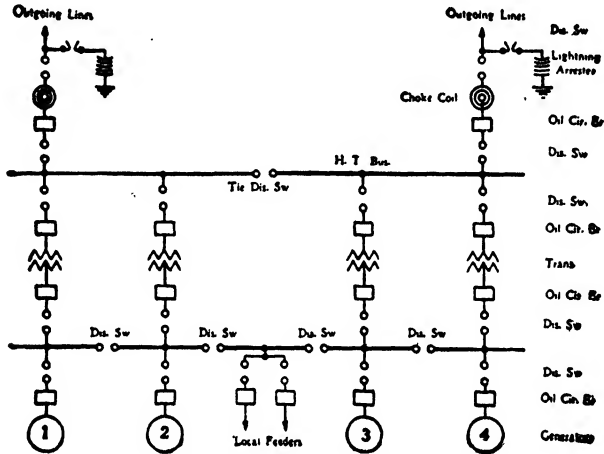 Outgoing Lines
Outgoing Lines
Dis. Sw
Lightning
Arrester
Choke Coil
Oil Cir. Br
Dis. Sw
H. T Bus.
Tie Dis. Sw
Dis. Sw.
Oil Cir. Br
Trans
Oil Cir Br
Dis. Sw
Dis. Sw
Dis. Sw
Dis. Sw
Dis. Sw
Dis. Sw
Oil Cir. Br
1
2
3
4
Local Feeders
Generators